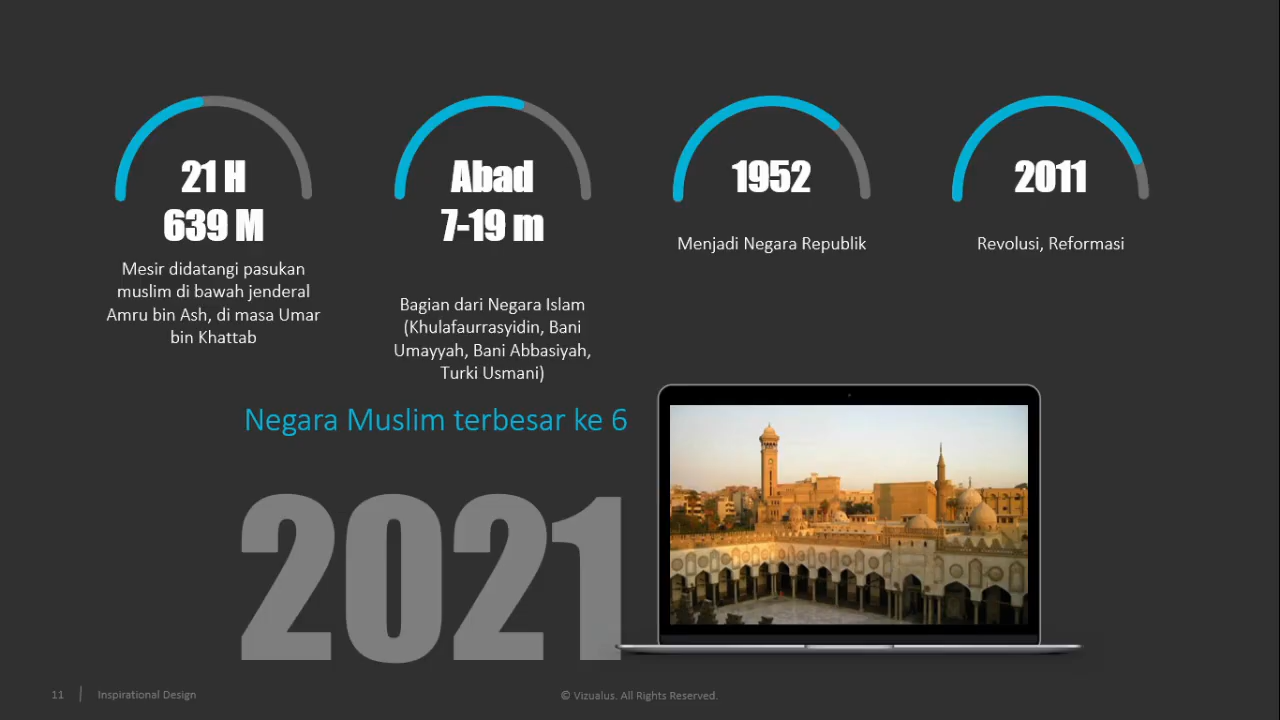 21 H
639 M
Mesir didatangi pasukan
muslim di bawah jenderal
Amru bin Ash, di masa Umar
bin Khattab
Abad
7-19 m
Bagian dari Negara Islam
(Khulafaurrasyidin, Bani
Umayyah, Bani Abbasiyah,
Turki Usmani)
1952
Menjadi Negara Republik
2011
Revolusi, Reformasi
Negara Muslim terbesar ke 6
2021
11
Inspirational Design
© Vizualus. All Rights Reserved.